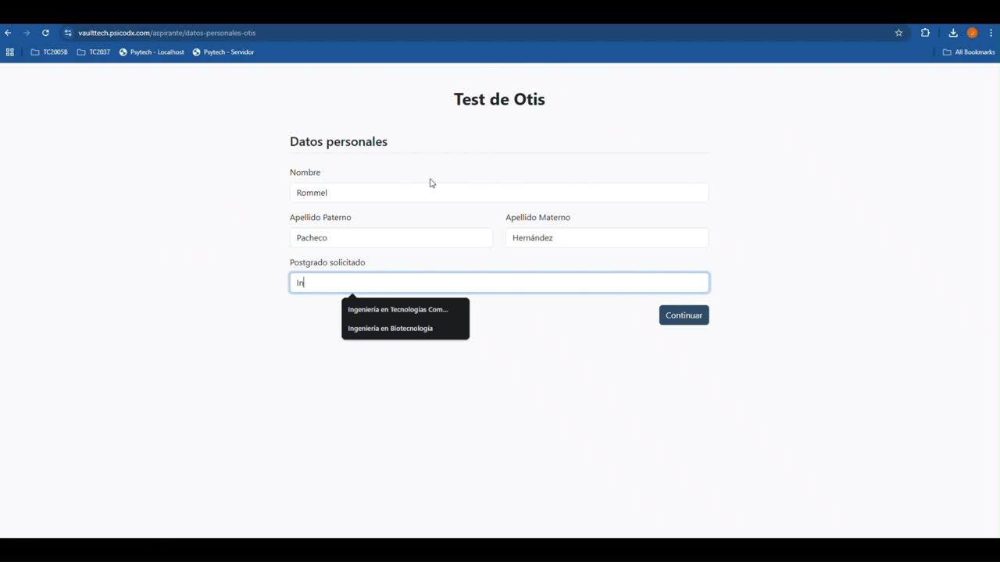 vaulttech.psicodx.com/aspirante/datos-personales-otis
TC2005B TC2037 Psytech - Localhost Psytech - Servidor All Bookmarks
Test de Otis
Datos personales
Nombre
Rommel
Apellido Paterno Apellido Materno
Pacheco Hernández
Postgrado solicitado
In
Ingeniería en Tecnologías Com...
Ingeniería en Biotecnología
Continuar